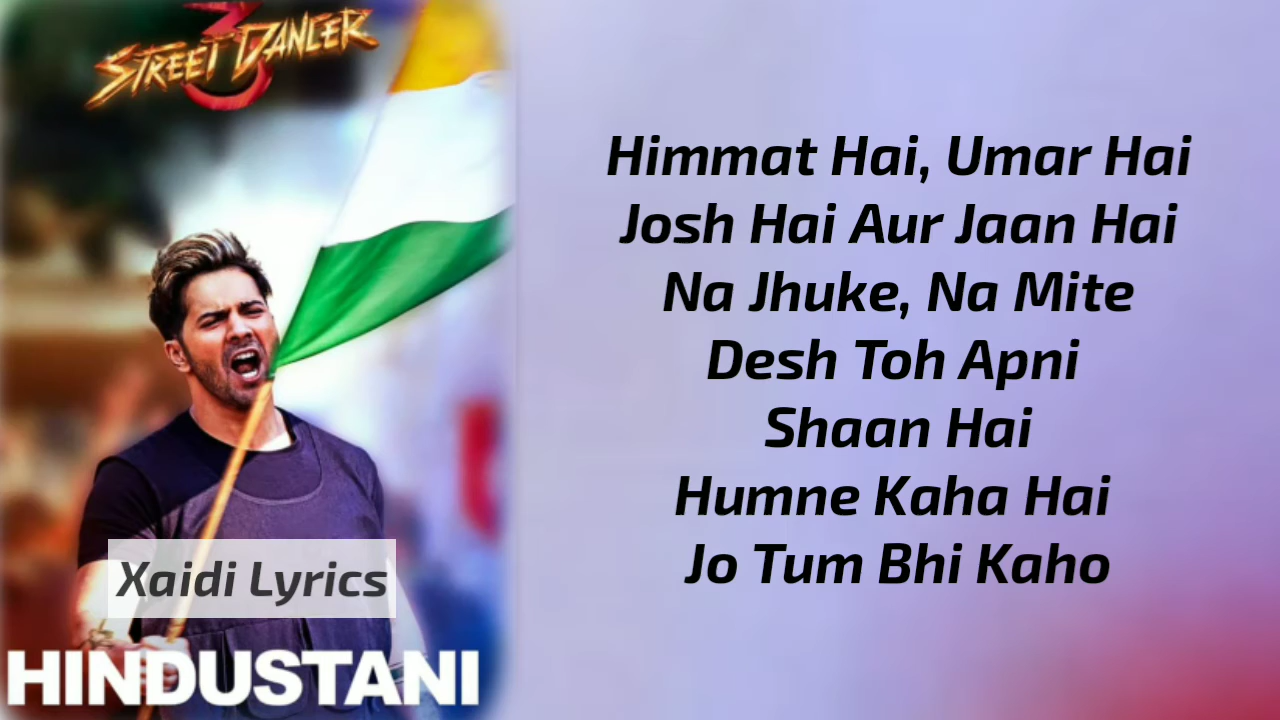 STREET DANCER 3
Xaidi Lyrics
HINDUSTANI
Himmat Hai, Umar Hai
Josh Hai Aur Jaan Hai
Na Jhuke, Na Mite
Desh Toh Apni
Shaan Hai
Humne Kaha Hai
Jo Tum Bhi Kaho